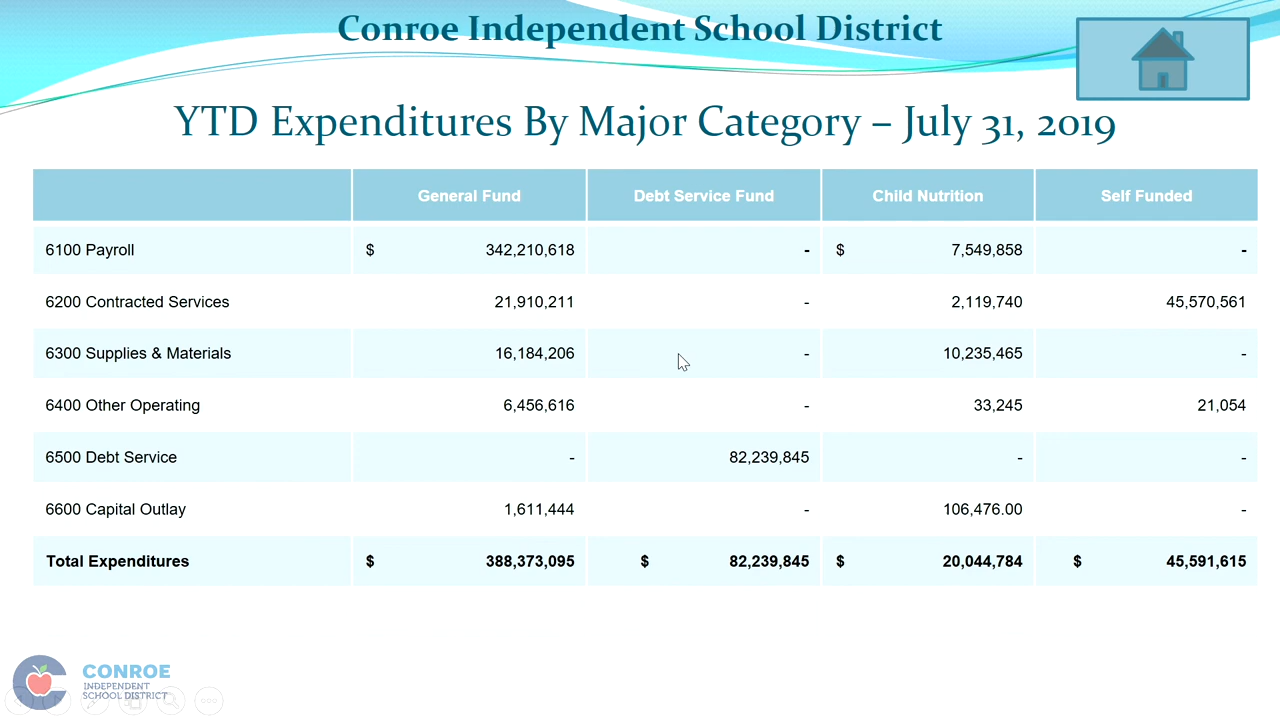 Conroe Independent School District
YTD Expenditures By Major Category – July 31, 2019
General Fund Debt Service Fund Child Nutrition Self Funded
6100 Payroll $ 342,210,618 - $ 7,549,858 -
6200 Contracted Services 21,910,211 - 2,119,740 45,570,561
6300 Supplies & Materials 16,184,206 - 10,235,465 -
6400 Other Operating 6,456,616 - 33,245 21,054
6500 Debt Service - 82,239,845 - -
6600 Capital Outlay 1,611,444 - 106,476.00 -
Total Expenditures $ 388,373,095 $ 82,239,845 $ 20,044,784 $ 45,591,615
CONROE
INDEPENDENT
SCHOOL DISTRICT